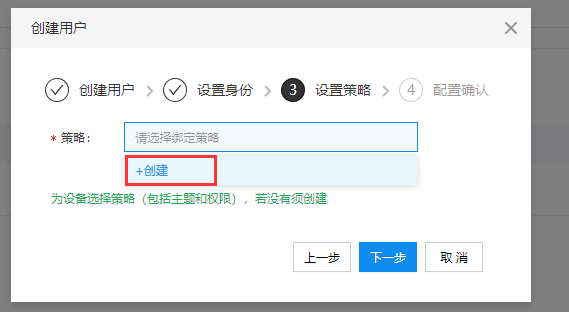 创建用户
创建用户 设置身份 3 设置策略 4 配置确认
* 策略： 请选择绑定策略
+创建
为设备选择策略（包括主题和权限），若没有须创建
上一步 下一步 取 消